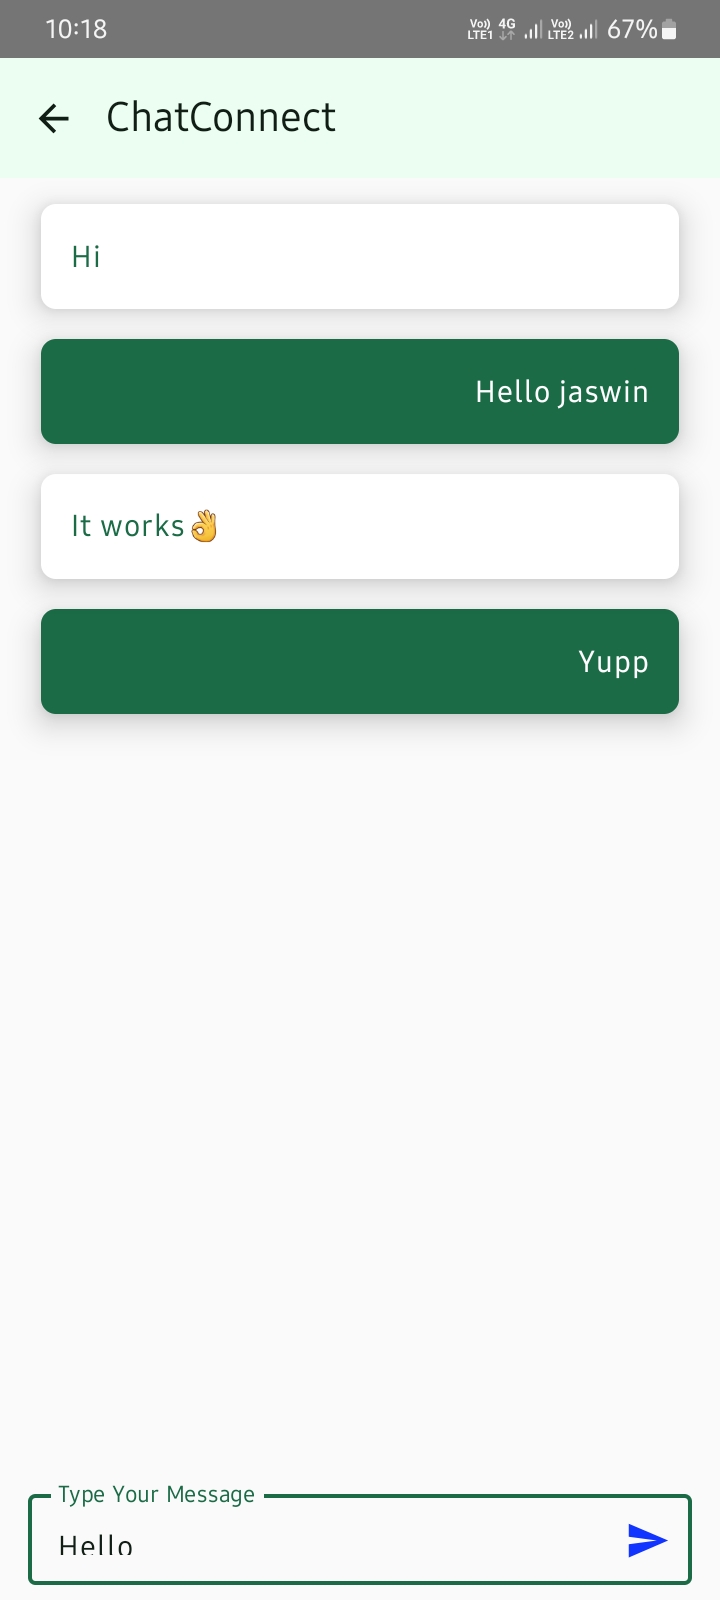 10:18 Vo)) LTE1 4G Vo)) LTE2 67%
ChatConnect
Hi
Hello jaswin
It works👌
Yupp
Type Your Message
Hello